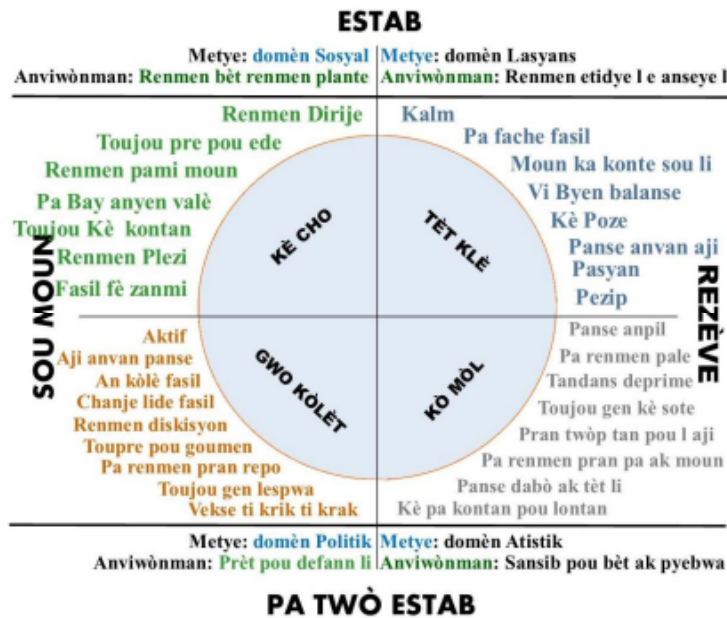 ESTAB
Metye: domèn Sosyal
Anviwònman: Renmen bèt renmen plante
Metye: domèn Lasyans
Anviwònman: Renmen etidye l e anseye l
Renmen Dirije
Toujou pre pou ede
Renmen pami moun
Pa Bay anyen valè
Toujou Kè kontan
Renmen Plezi
Fasil fè zanmi
Kalm
Pa fache fasil
Moun ka konte sou li
Vi Byen balanse
Kè Poze
Panse anvan aji
Pasyan
Pezip
KÈ CHO
TÈT KLÈ
SOU MOUN
REZÈVE
GWO KÒLÈT
KÒ MÒL
Aktif
Aji anvan panse
An kòlè fasil
Chanje lide fasil
Renmen diskisyon
Toupre pou goumen
Pa renmen pran repo
Toujou gen lespwa
Vekse ti krik ti krak
Panse anpil
Pa renmen pale
Tandans deprime
Toujou gen kè sote
Pran twòp tan pou l aji
Pa renmen pran pa ak moun
Panse dabò ak tèt li
Kè pa kontan pou lontan
Metye: domèn Politik
Anviwònman: Prèt pou defann li
Metye: domèn Atistik
Anviwònman: Sansib pou bèt ak pyebwa
PA TWÒ ESTAB